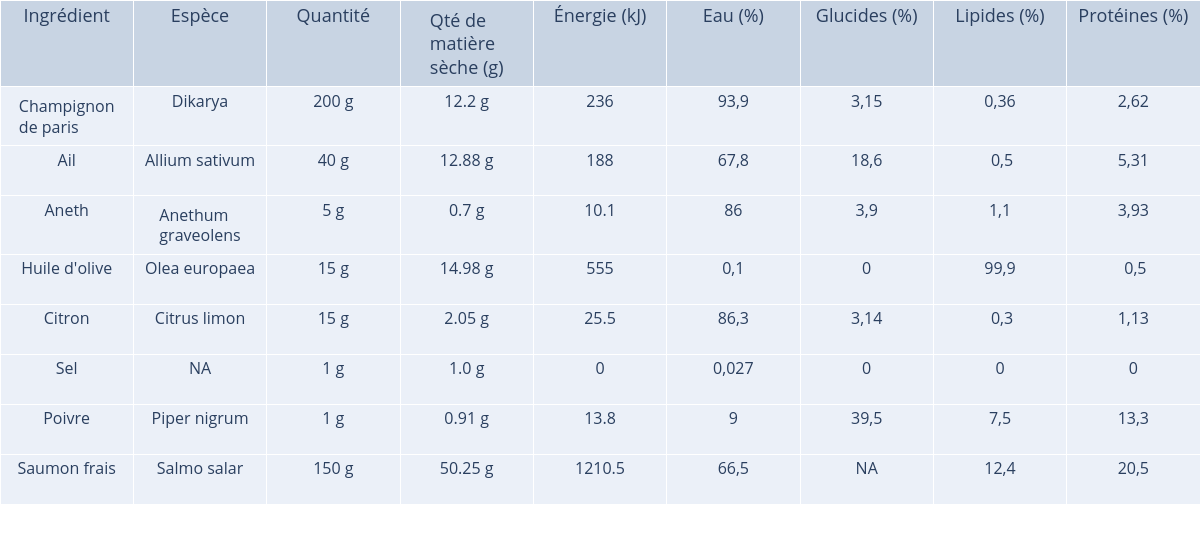 Ingrédient Espèce Quantité Qté de matière sèche (g) Énergie (kJ) Eau (%) Glucides (%) Lipides (%) Protéines (%)
Champignon de paris Dikarya 200 g 12.2 g 236 93,9 3,15 0,36 2,62
Ail Allium sativum 40 g 12.88 g 188 67,8 18,6 0,5 5,31
Aneth Anethum graveolens 5 g 0.7 g 10.1 86 3,9 1,1 3,93
Huile d'olive Olea europaea 15 g 14.98 g 555 0,1 0 99,9 0,5
Citron Citrus limon 15 g 2.05 g 25.5 86,3 3,14 0,3 1,13
Sel NA 1 g 1.0 g 0 0,027 0 0 0
Poivre Piper nigrum 1 g 0.91 g 13.8 9 39,5 7,5 13,3
Saumon frais Salmo salar 150 g 50.25 g 1210.5 66,5 NA 12,4 20,5